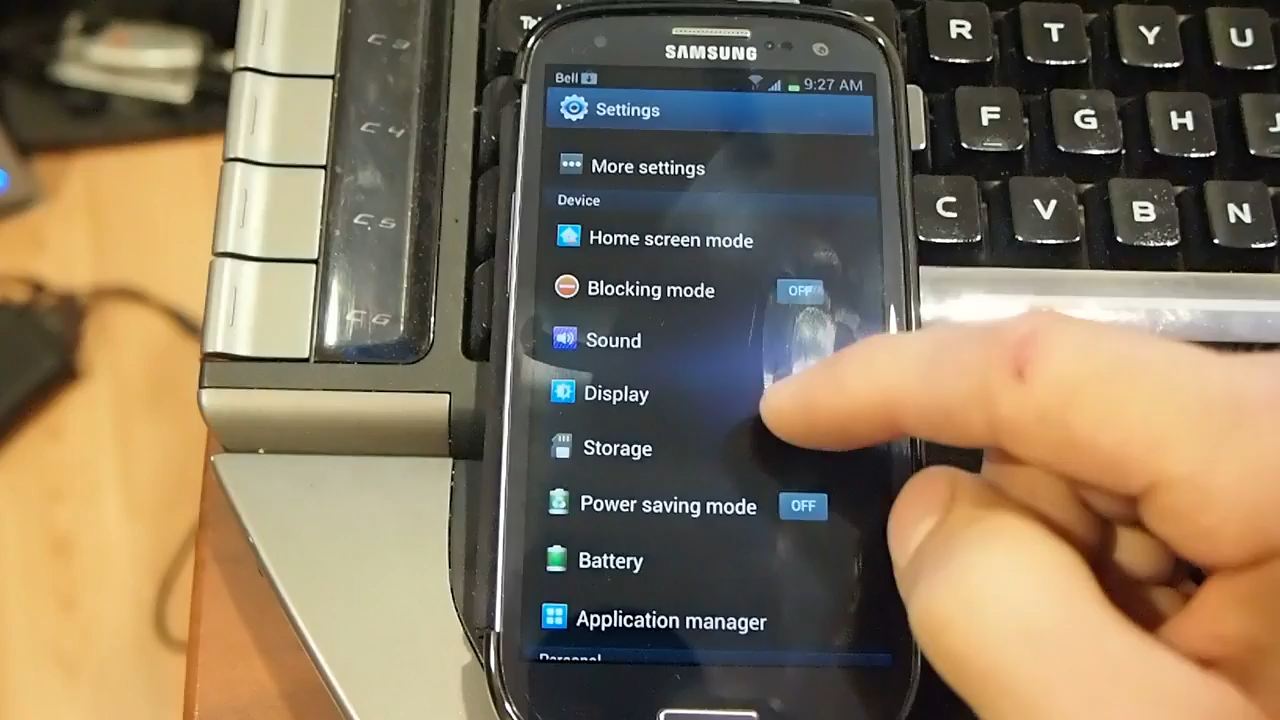 SAMSUNG
Bell 9:27 AM
Settings
More settings
Device
Home screen mode
Blocking mode OFF
Sound
Display
Storage
Power saving mode OFF
Battery
Application manager
Personal
C3
C4
C5
C6
R T Y U
F G H
C V B N